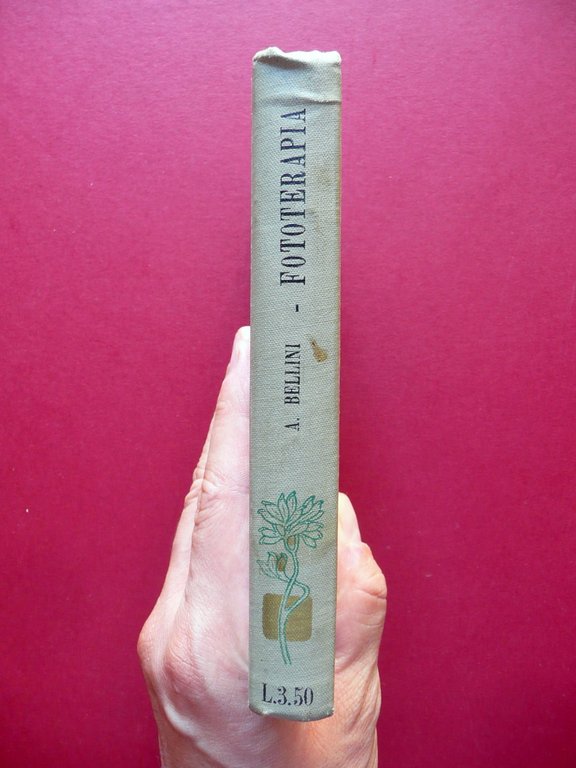 A. BELLINI - FOTOTERAPIA
L.3.50